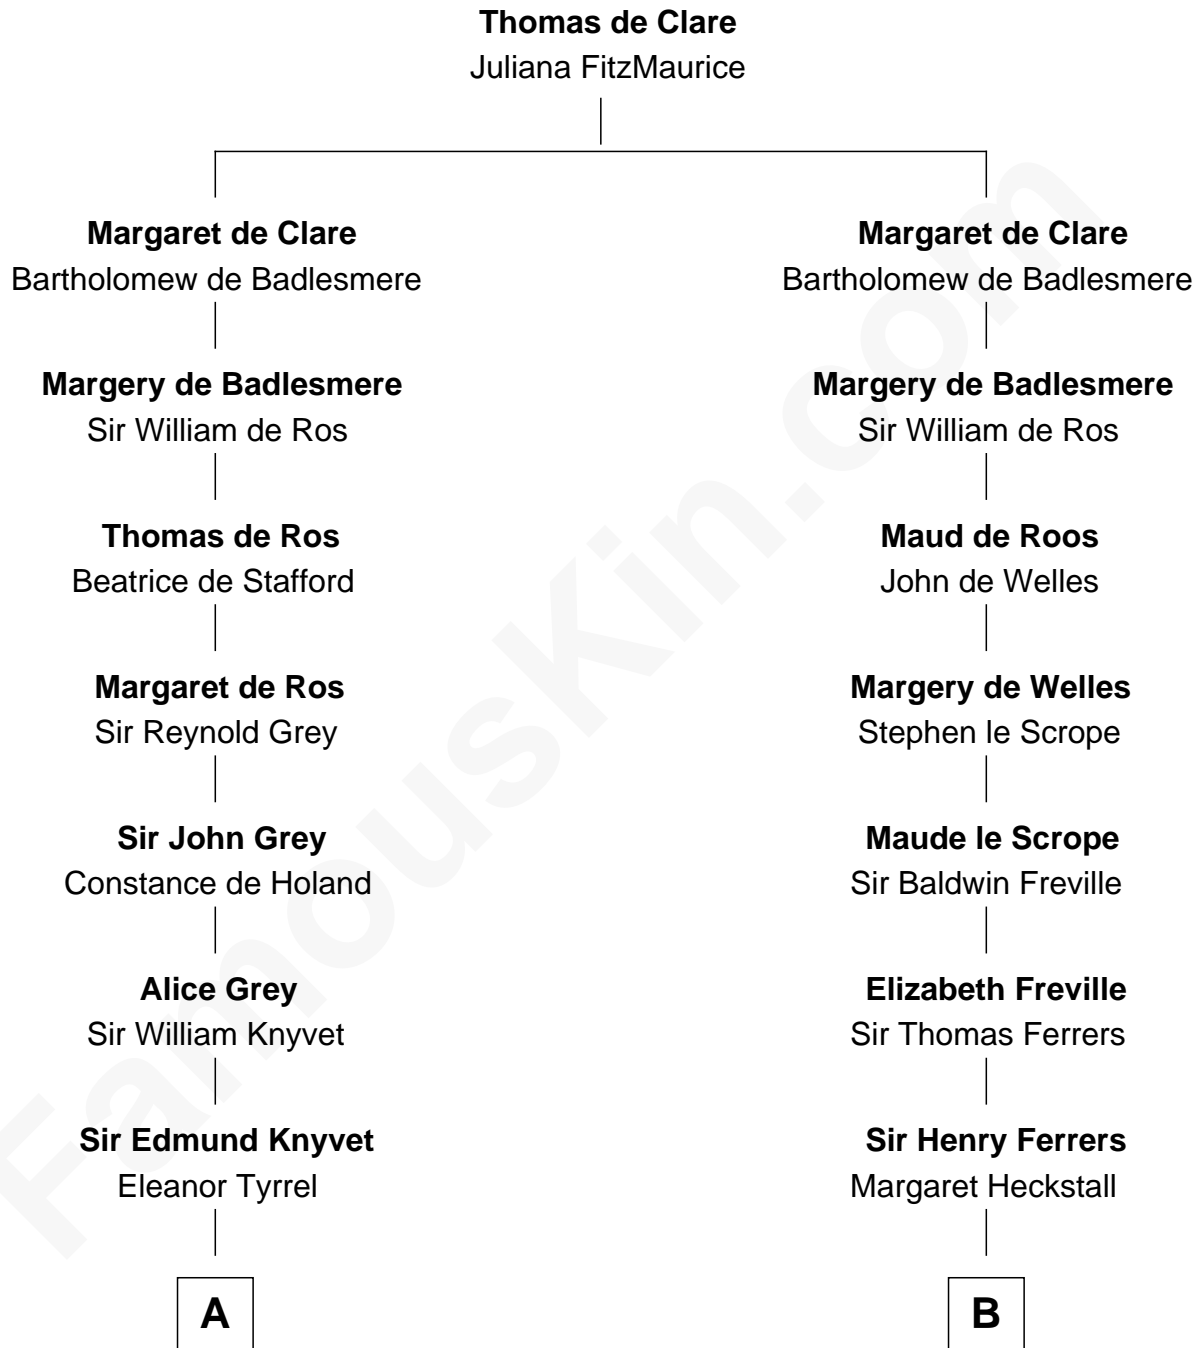 Thomas de Clare
Juliana FitzMaurice
Margaret de Clare
Bartholomew de Badlesmere
Margery de Badlesmere
Sir William de Ros
Thomas de Ros
Beatrice de Stafford
Margaret de Ros
Sir Reynold Grey
Sir John Grey
Constance de Holand
Alice Grey
Sir William Knyvet
Sir Edmund Knyvet
Eleanor Tyrrel
A
Margaret de Clare
Bartholomew de Badlesmere
Margery de Badlesmere
Sir William de Ros
Maud de Roos
John de Welles
Margery de Welles
Stephen le Scrope
Maude le Scrope
Sir Baldwin Freville
Elizabeth Freville
Sir Thomas Ferrers
Sir Henry Ferrers
Margaret Heckstall
B
FamousKin.com